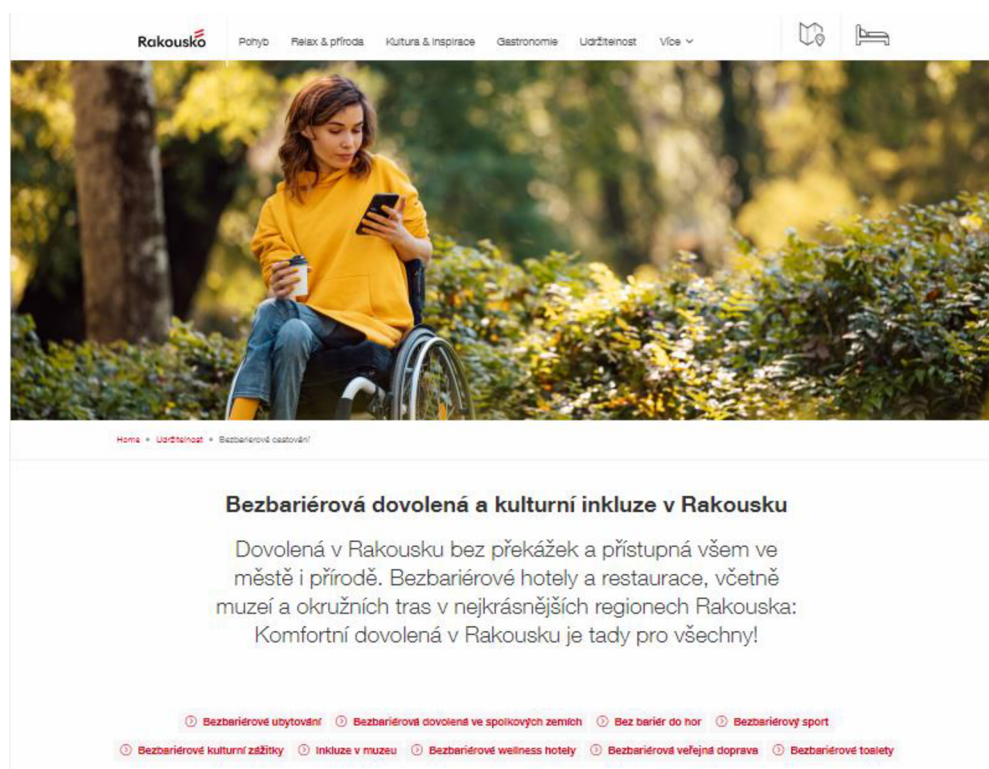 Rakousko
Pohyb Relax & příroda Kultura & Inspirace Gastronomie Udržitelnost Více
Home • Udržitelnost • Bezbarierové cestování
Bezbariérová dovolená a kulturní inkluze v Rakousku
Dovolená v Rakousku bez překážek a přístupná všem ve
městě i přírodě. Bezbariérové hotely a restaurace, včetně
muzeí a okružních tras v nejkrásnějších regionech Rakouska:
Komfortní dovolená v Rakousku je tady pro všechny!
Bezbariérové ubytování Bezbariérová dovolená ve spolkových zemích Bez bariér do hor Bezbariérový sport
Bezbariérové kulturní zážitky Inkluze v muzeu Bezbariérové wellness hotely Bezbariérová veřejná doprava Bezbariérové toalety